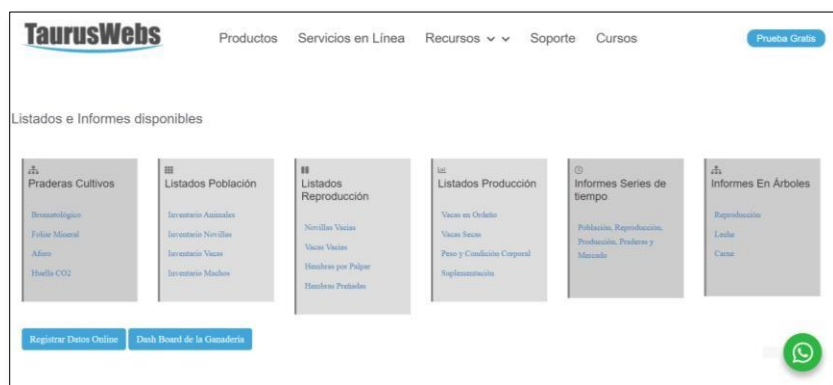 TaurusWebs
Productos Servicios en Línea Recursos Soporte Cursos
Prueba Gratis
Listados e Informes disponibles
Praderas Cultivos
Bromatológico
Foliar Mineral
Aforo
Huella CO2
Listados Población
Inventario Animales
Inventario Novillas
Inventario Vacas
Inventario Machos
Listados
Reproducción
Novillas Vacias
Vacas Vacias
Hembras por Palpar
Hembras Preñadas
Listados Producción
Vacas en Ordeño
Vacas Secas
Peso y Condición Corporal
Suplementación
Informes Series de
tiempo
Población, Reproducción,
Producción, Praderas y
Mercado
Informes En Árboles
Reproducción
Leche
Carne
Registrar Datos Online
Dash Board de la Ganadería